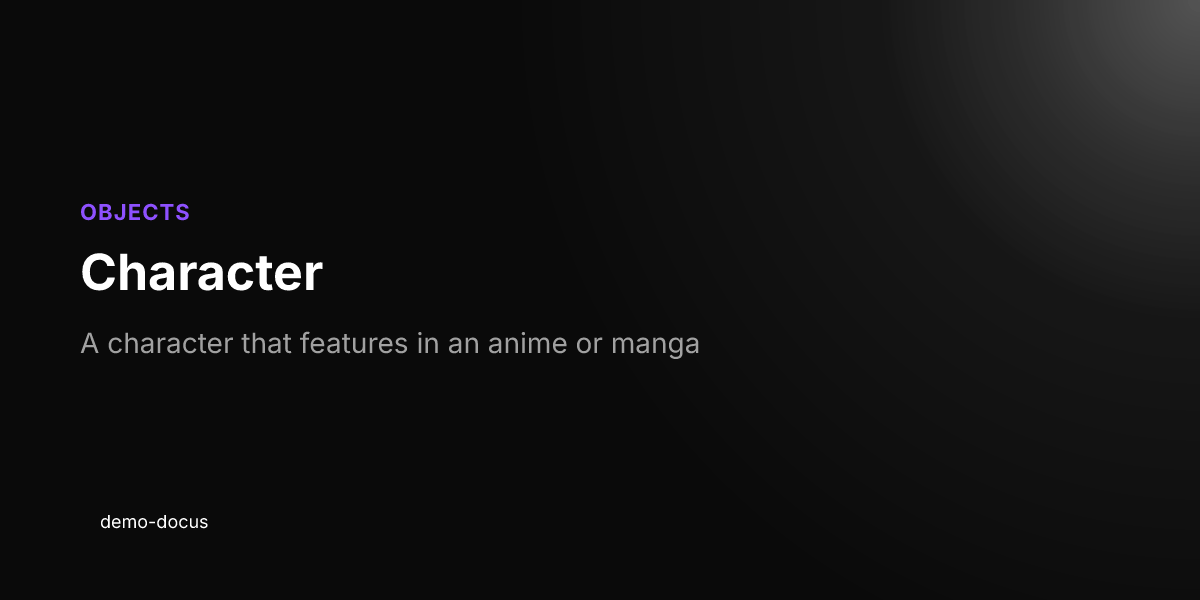 OBJECTS
Character
A character that features in an anime or manga
demo-docus